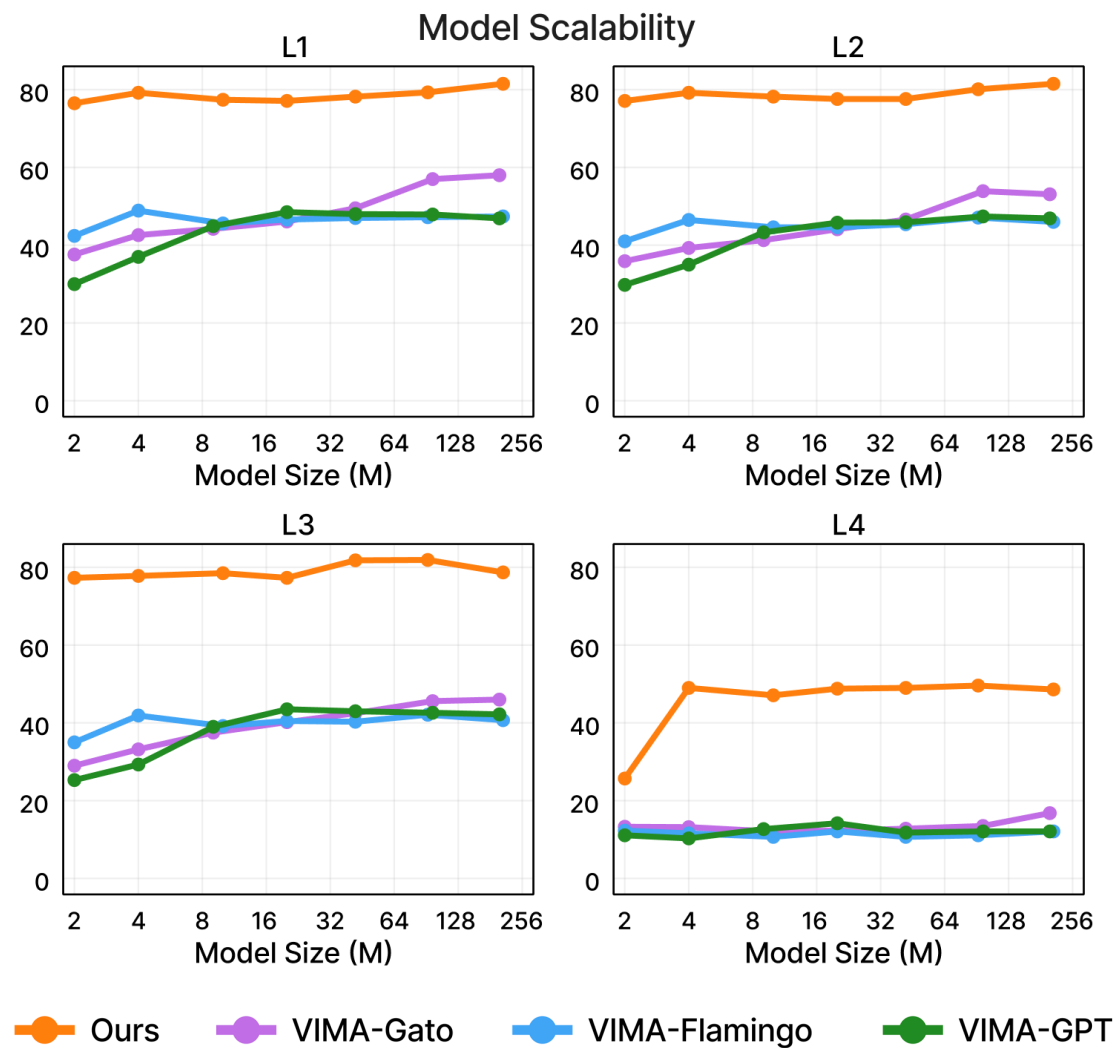 Model Scalability
L1
L2
80
60
40
20
0
80
60
40
20
0
2 4 8 16 32 64 128 256
2 4 8 16 32 64 128 256
Model Size (M)
Model Size (M)
L3
L4
80
60
40
20
0
80
60
40
20
0
2 4 8 16 32 64 128 256
2 4 8 16 32 64 128 256
Model Size (M)
Model Size (M)
Ours VIMA-Gato VIMA-Flamingo VIMA-GPT